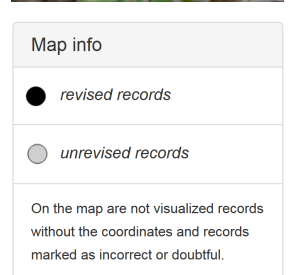 Map info
revised records
unrevised records
On the map are not visualized records
without the coordinates and records
marked as incorrect or doubtful.